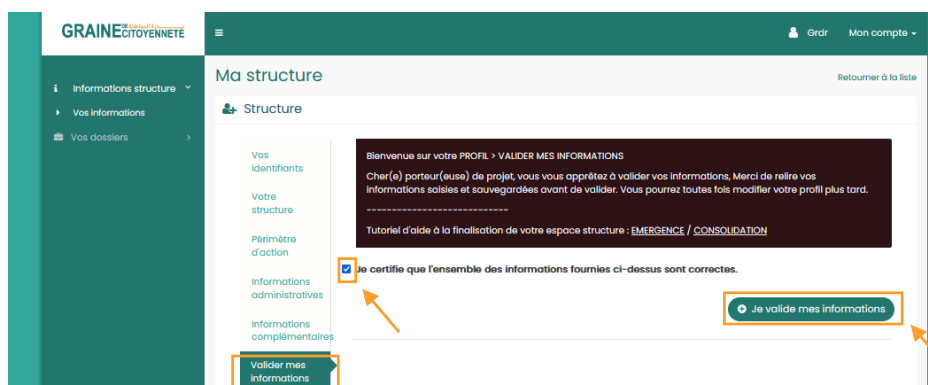 GRAINE DE CITOYENNETÉ
Grdr Mon compte
Informations structure
Vos informations
Vos dossiers
Ma structure
Retourner à la liste
Structure
Vos
identifiants
Votre
structure
Périmètre
d'action
Informations
administratives
Informations
complémentaires
Valider mes
informations
Bienvenue sur votre PROFIL > VALIDER MES INFORMATIONS
Cher(e) porteur(euse) de projet, vous vous apprêtez à valider vos informations, Merci de relire vos
informations saisies et sauvegardées avant de valider. Vous pourrez toutes fois modifier votre profil plus tard.
----------------------------
Tutoriel d'aide à la finalisation de votre espace structure : EMERGENCE / CONSOLIDATION
Je certifie que l'ensemble des informations fournies ci-dessus sont correctes.
Je valide mes informations